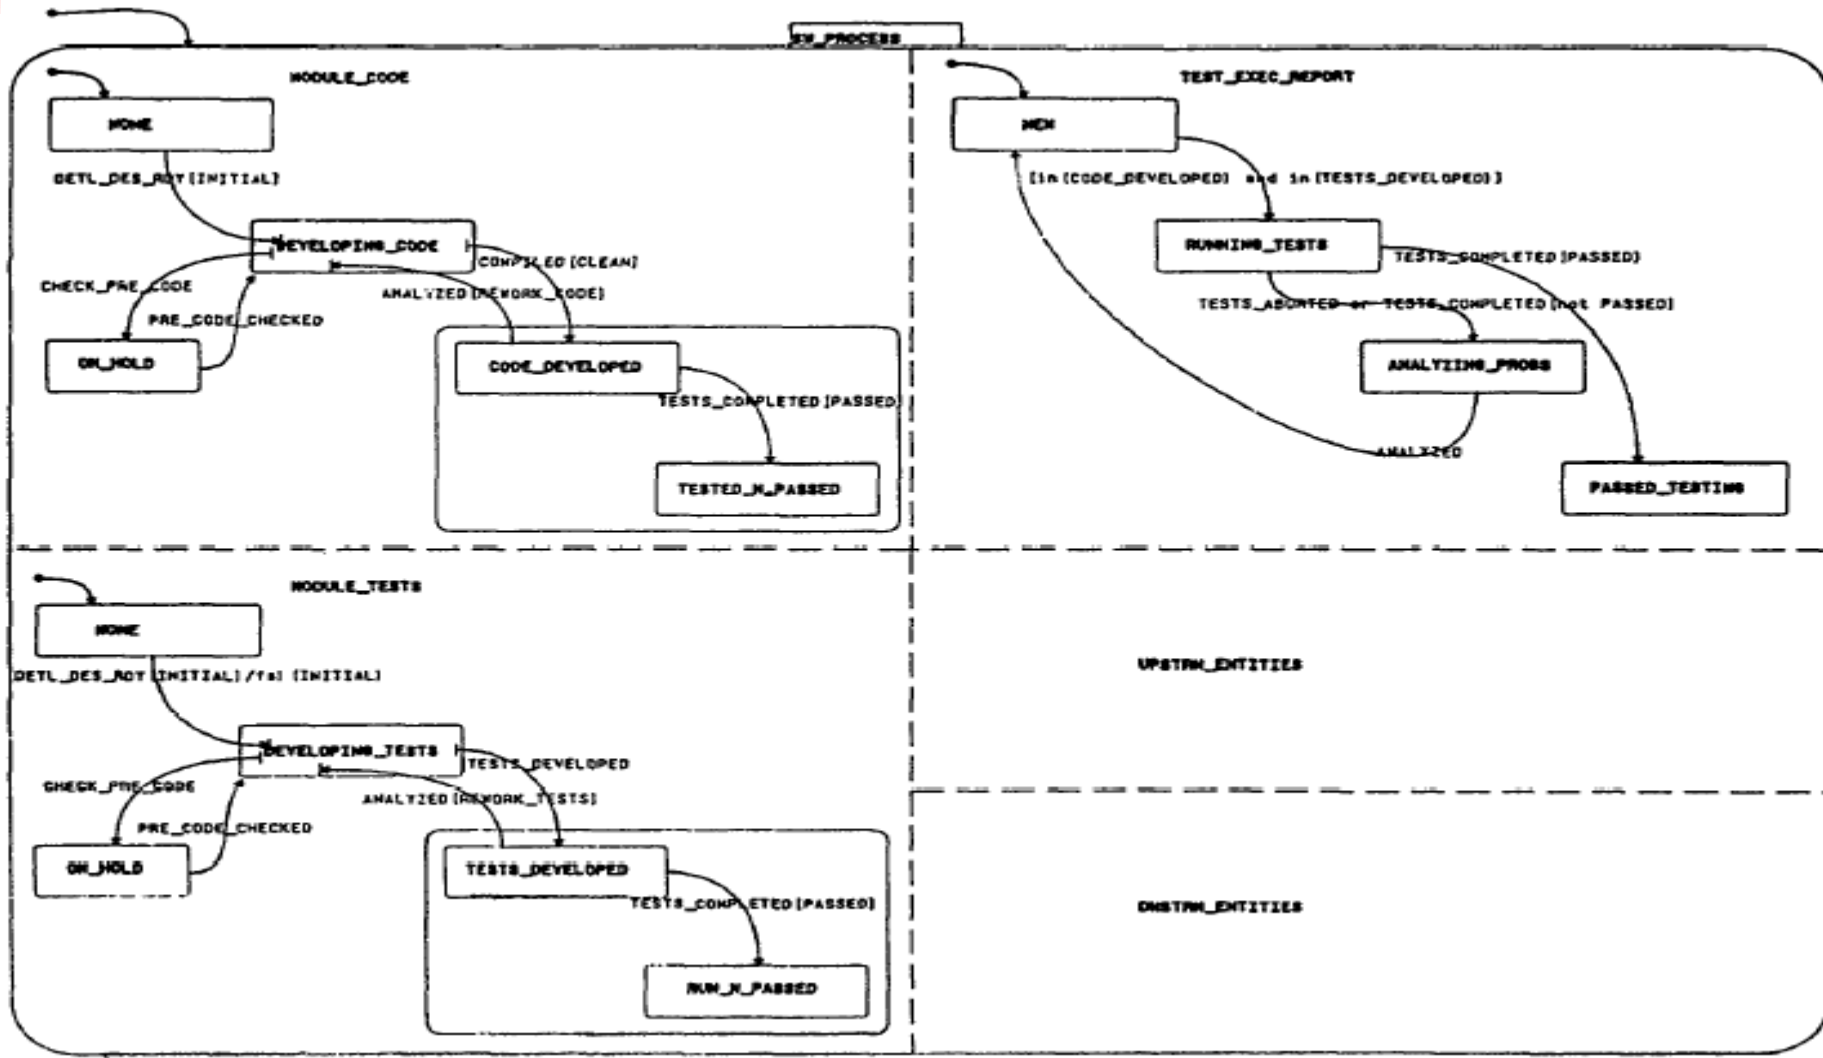 SW_PROCESS
MODULE_CODE
NONE
DETL_DES_RDY[INITIAL]
DEVELOPING_CODE
COMPILED[CLEAN]
CHECK_PRE_CODE
ANALYZED[REWORK_CODE]
PRE_CODE_CHECKED
ON_HOLD
CODE_DEVELOPED
TESTS_COMPLETED[PASSED]
TESTED_N_PASSED
TEST_EXEC_REPORT
[in(CODE_DEVELOPED) and in(TESTS_DEVELOPED)]
RUNNING_TESTS
TESTS_COMPLETED[PASSED]
TESTS_ABORTED or TESTS_COMPLETED[not PASSED]
ANALYZING_PROBS
ANALYZED
PASSED_TESTING
MODULE_TESTS
NONE
DETL_DES_RDY[INITIAL]/fs!(INITIAL)
DEVELOPING_TESTS
TESTS_DEVELOPED
CHECK_PRE_CODE
ANALYZED[REWORK_TESTS]
PRE_CODE_CHECKED
ON_HOLD
TESTS_DEVELOPED
TESTS_COMPLETED[PASSED]
RUN_N_PASSED
UPSTRM_ENTITIES
DNSTRM_ENTITIES